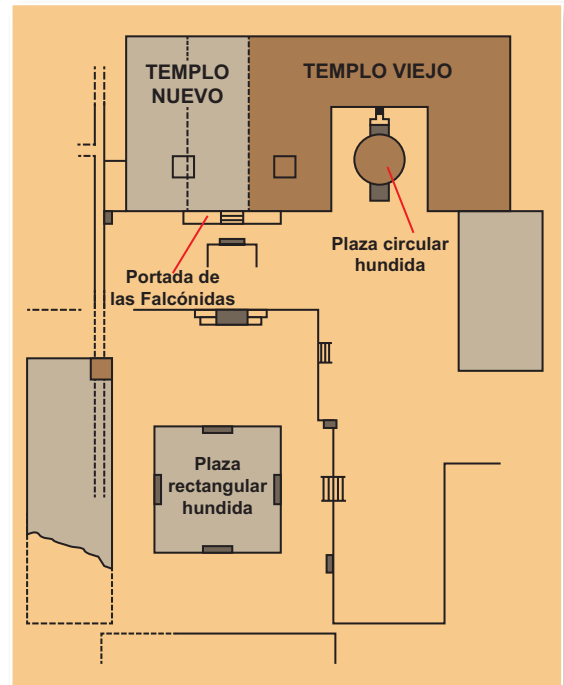 TEMPLO
NUEVO
TEMPLO VIEJO
Plaza circular
hundida
Portada de
las Falcónidas
Plaza
rectangular
hundida